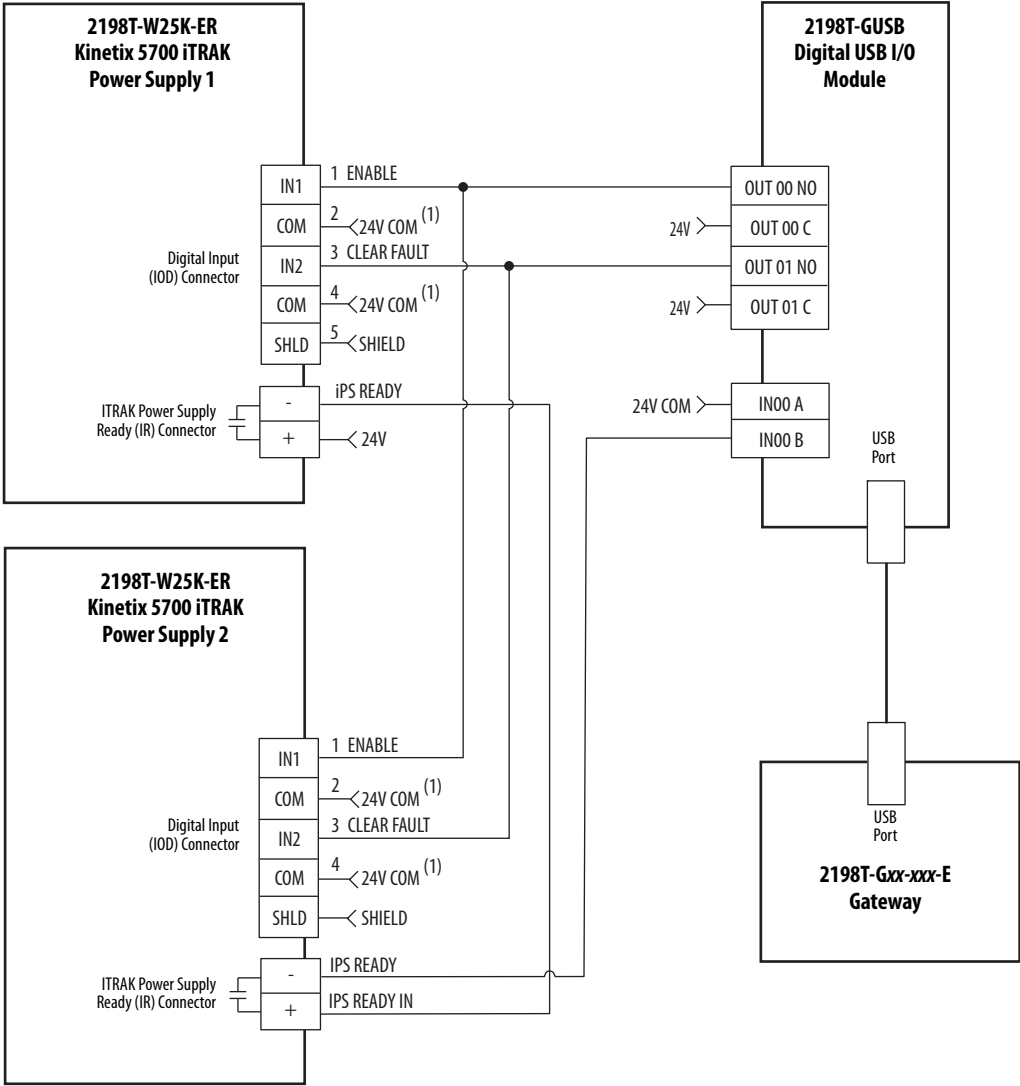 2198T-W25K-ER
Kinetix 5700 iTRAK
Power Supply 1
2198T-GUSB
Digital USB I/O
Module
Digital Input
(IOD) Connector
IN1
1 ENABLE
COM
2
24V COM (1)
IN2
3 CLEAR FAULT
COM
4
24V COM (1)
SHLD
5
SHIELD
ITRAK Power Supply
Ready (IR) Connector
-
iPS READY
+
24V
OUT 00 NO
24V
OUT 00 C
OUT 01 NO
24V
OUT 01 C
24V COM
IN00 A
IN00 B
USB
Port
2198T-W25K-ER
Kinetix 5700 iTRAK
Power Supply 2
Digital Input
(IOD) Connector
IN1
1 ENABLE
COM
2
24V COM (1)
IN2
3 CLEAR FAULT
COM
4
24V COM (1)
SHLD
SHIELD
ITRAK Power Supply
Ready (IR) Connector
-
IPS READY
+
IPS READY IN
USB
Port
2198T-Gxx-xxx-E
Gateway